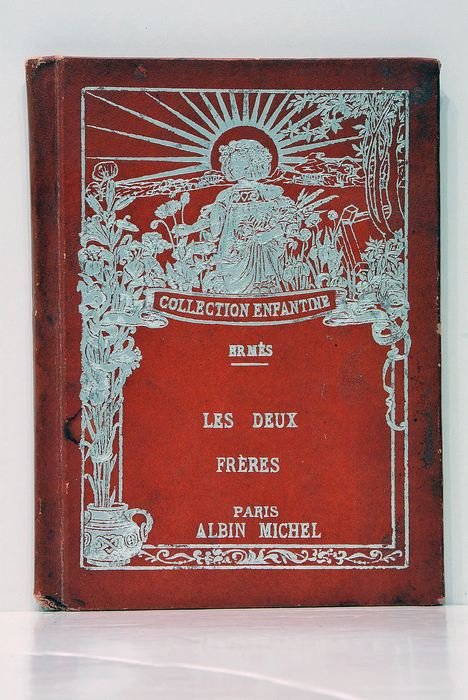 COLLECTION ENFANTINE
ERMÈS
LES DEUX
FRÈRES
PARIS
ALBIN MICHEL